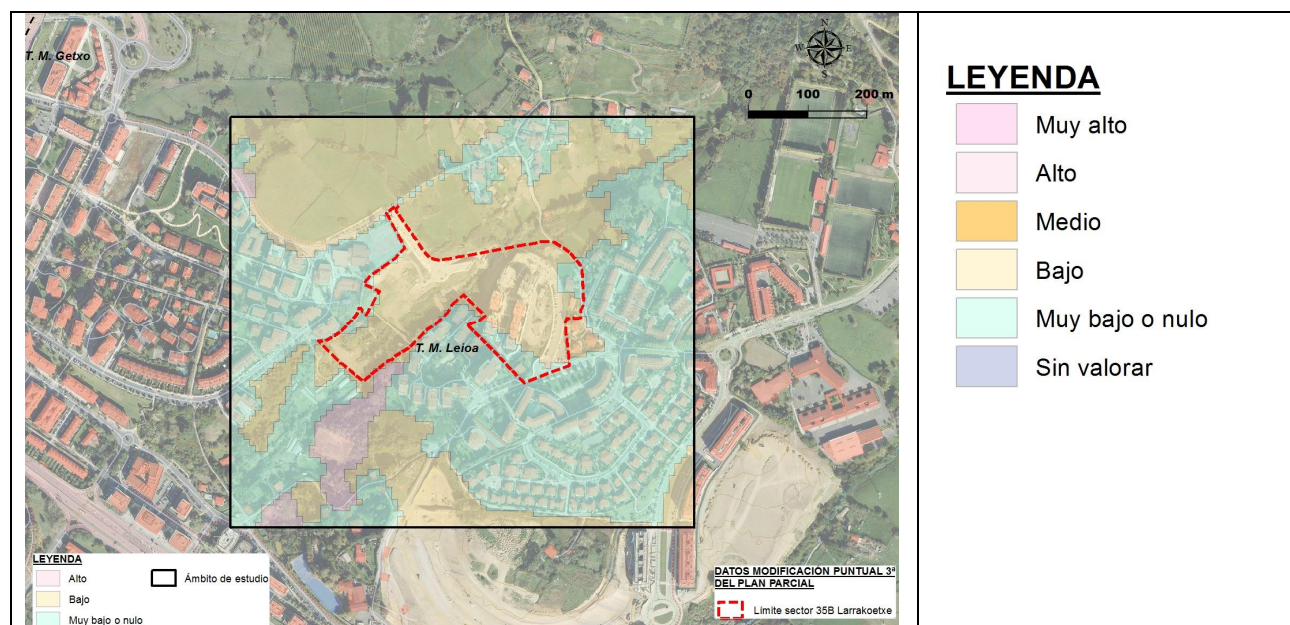 T. M. Getxo
N
W E
S
0 100 200 m
T. M. Leioa
LEYENDA
Alto
Bajo
Muy bajo o nulo
Ámbito de estudio
DATOS MODIFICACIÓN PUNTUAL 3ª
DEL PLAN PARCIAL
Límite sector 35B Larrakoetxe
LEYENDA
Muy alto
Alto
Medio
Bajo
Muy bajo o nulo
Sin valorar